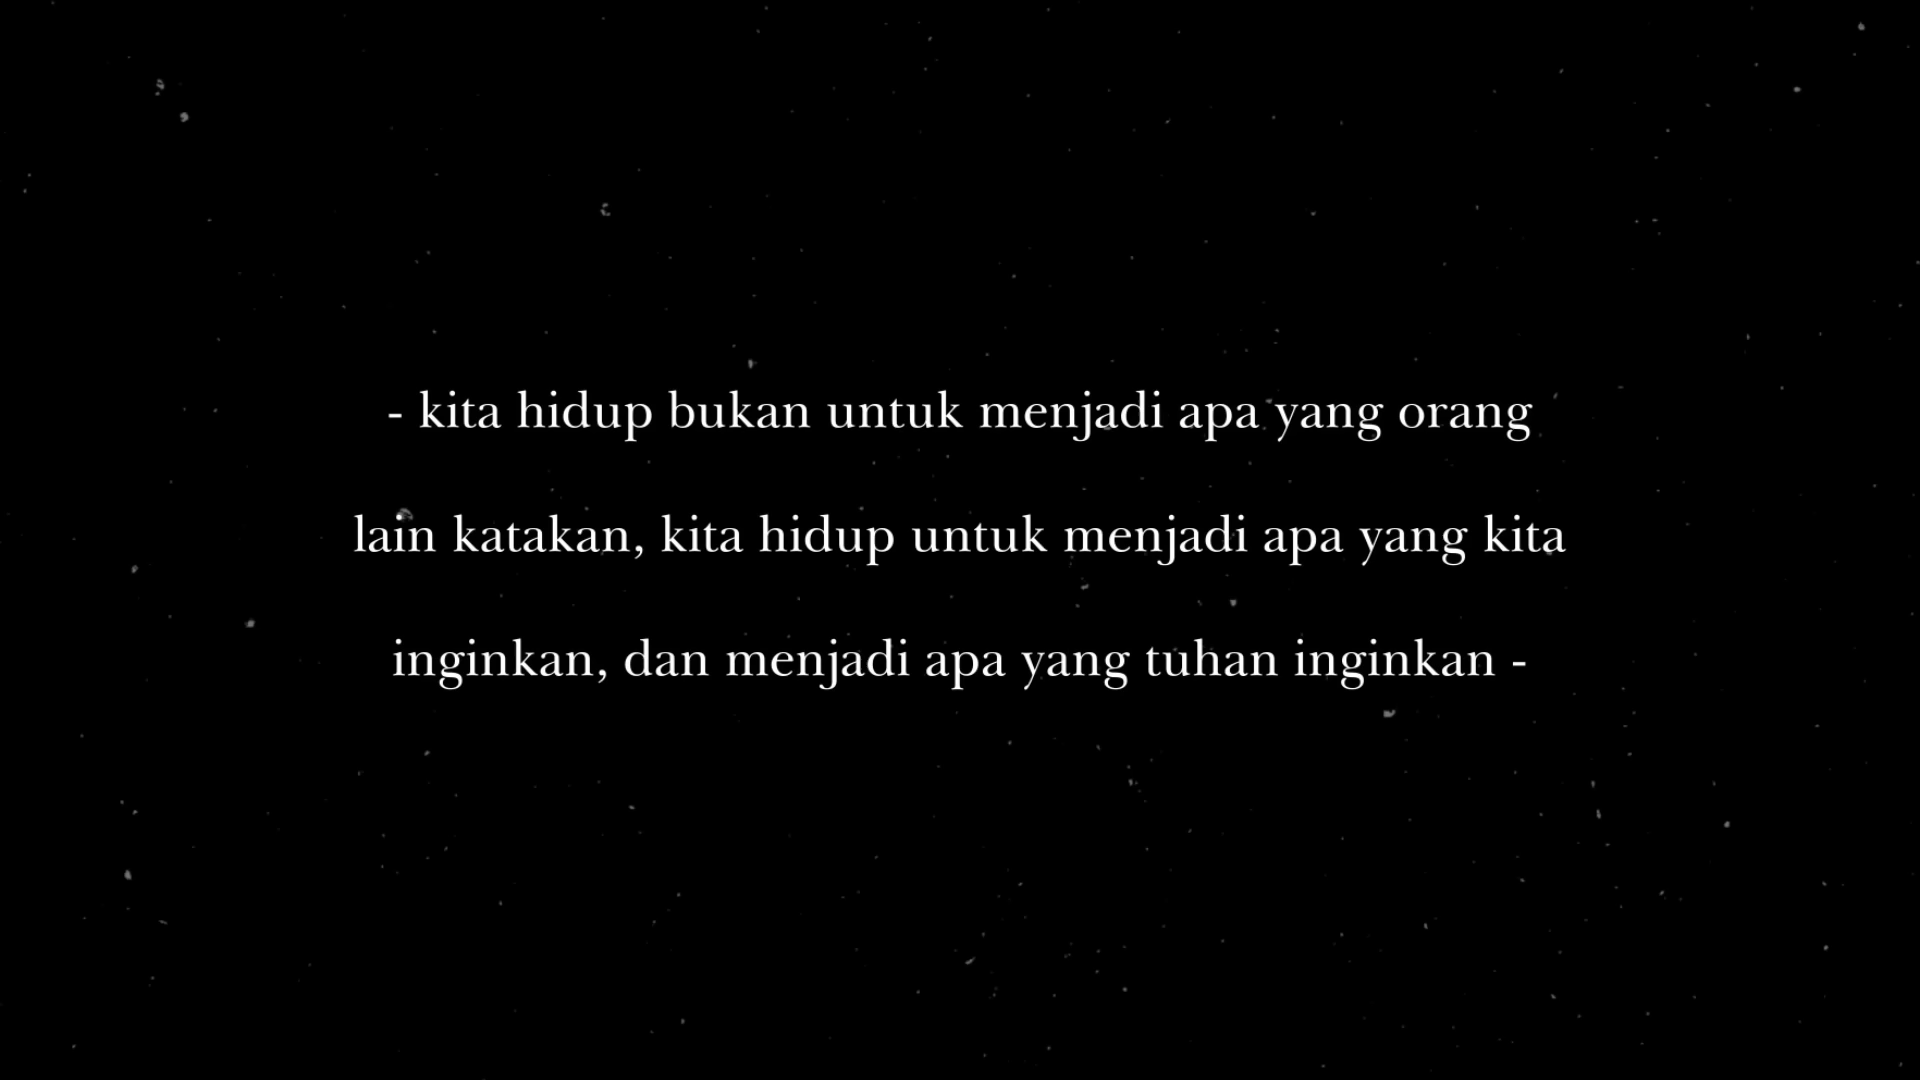 - kita hidup bukan untuk menjadi apa yang orang
lain katakan, kita hidup untuk menjadi apa yang kita
inginkan, dan menjadi apa yang tuhan inginkan -